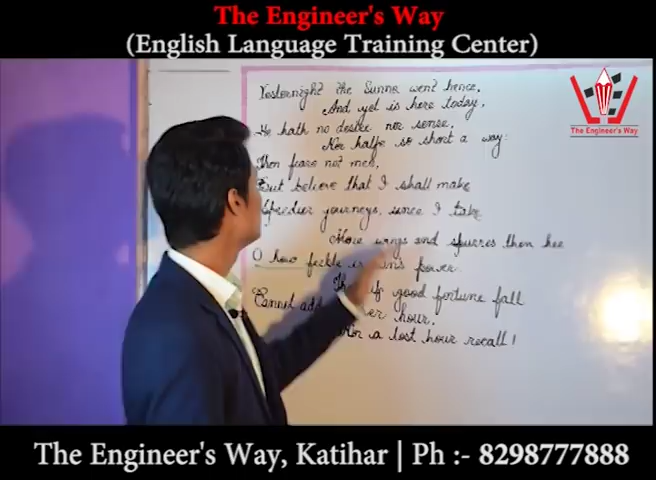 The Engineer's Way
(English Language Training Center)
Yesternight the Sunne went hence,
And yet is here today,
He hath no desire nor sense,
Nor halfe so short a way:
Then feare not mee,
But believe that I shall make
Speedier journeys, since I take
More wings and spurres then hee
O how feeble is man's power
if good fortune fall
Cannot add hour,
Nor a lost hour recall!
The Engineer's Way
The Engineer's Way, Katihar | Ph :- 8298777888